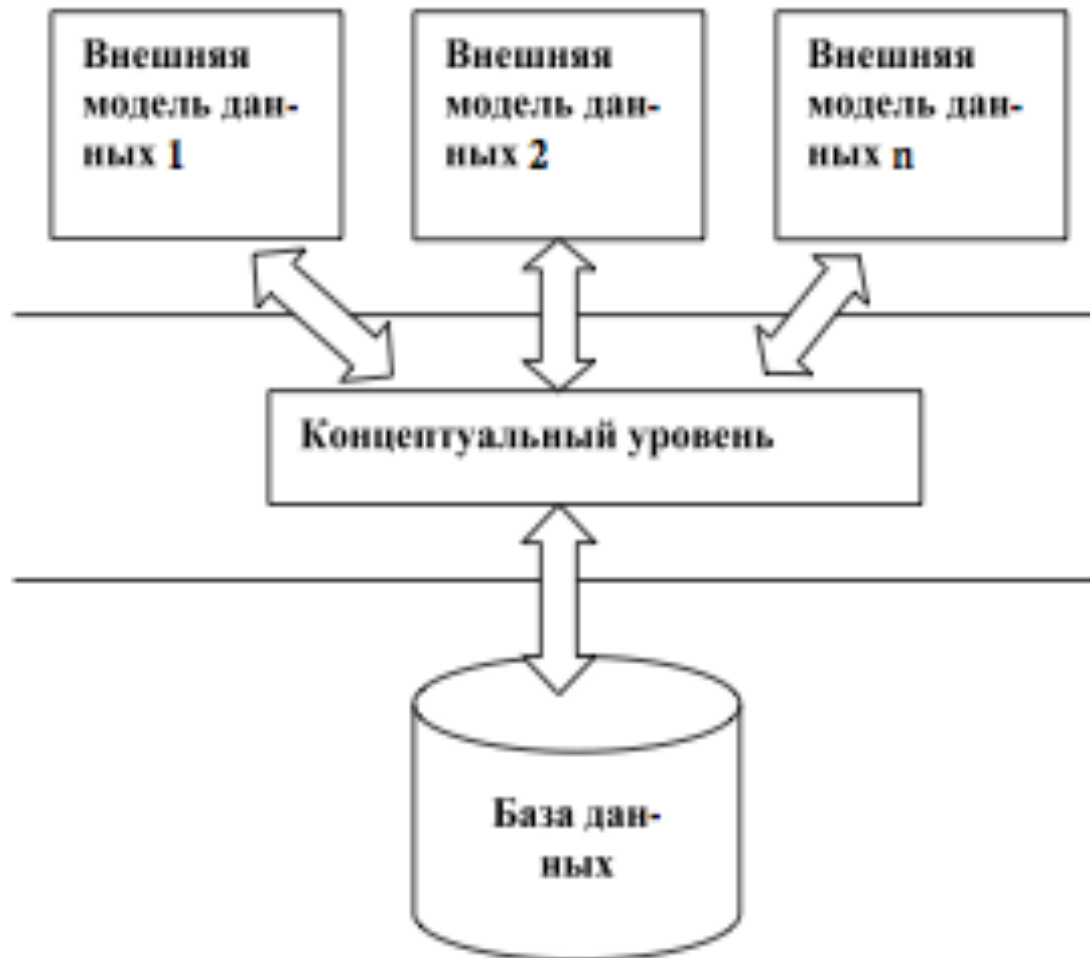 Внешняя
модель дан-
ных 1
Внешняя
модель дан-
ных 2
Внешняя
модель дан-
ных n
Концептуальный уровень
База дан-
ных